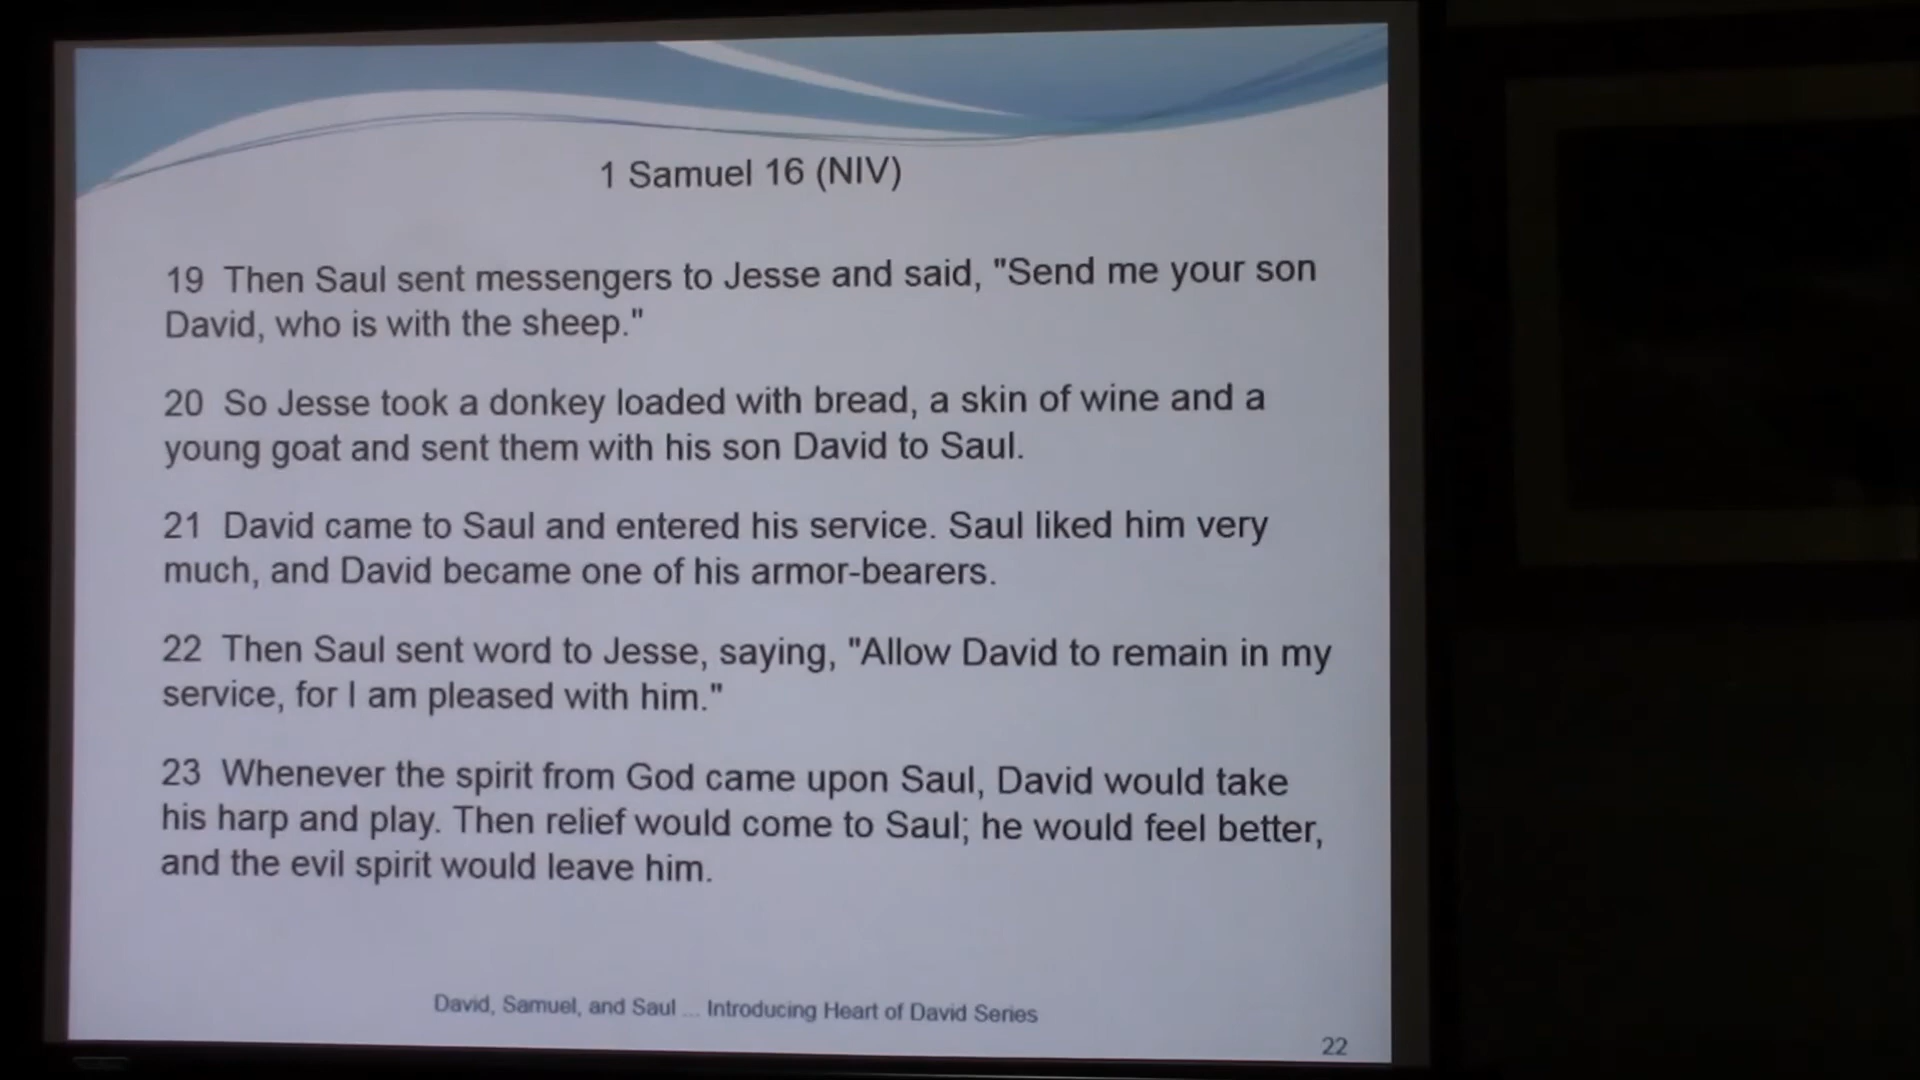 1 Samuel 16 (NIV)
19 Then Saul sent messengers to Jesse and said, "Send me your son
David, who is with the sheep."
20 So Jesse took a donkey loaded with bread, a skin of wine and a
young goat and sent them with his son David to Saul.
21 David came to Saul and entered his service. Saul liked him very
much, and David became one of his armor-bearers.
22 Then Saul sent word to Jesse, saying, "Allow David to remain in my
service, for I am pleased with him."
23 Whenever the spirit from God came upon Saul, David would take
his harp and play. Then relief would come to Saul; he would feel better,
and the evil spirit would leave him.
David, Samuel, and Saul ... Introducing Heart of David Series
22